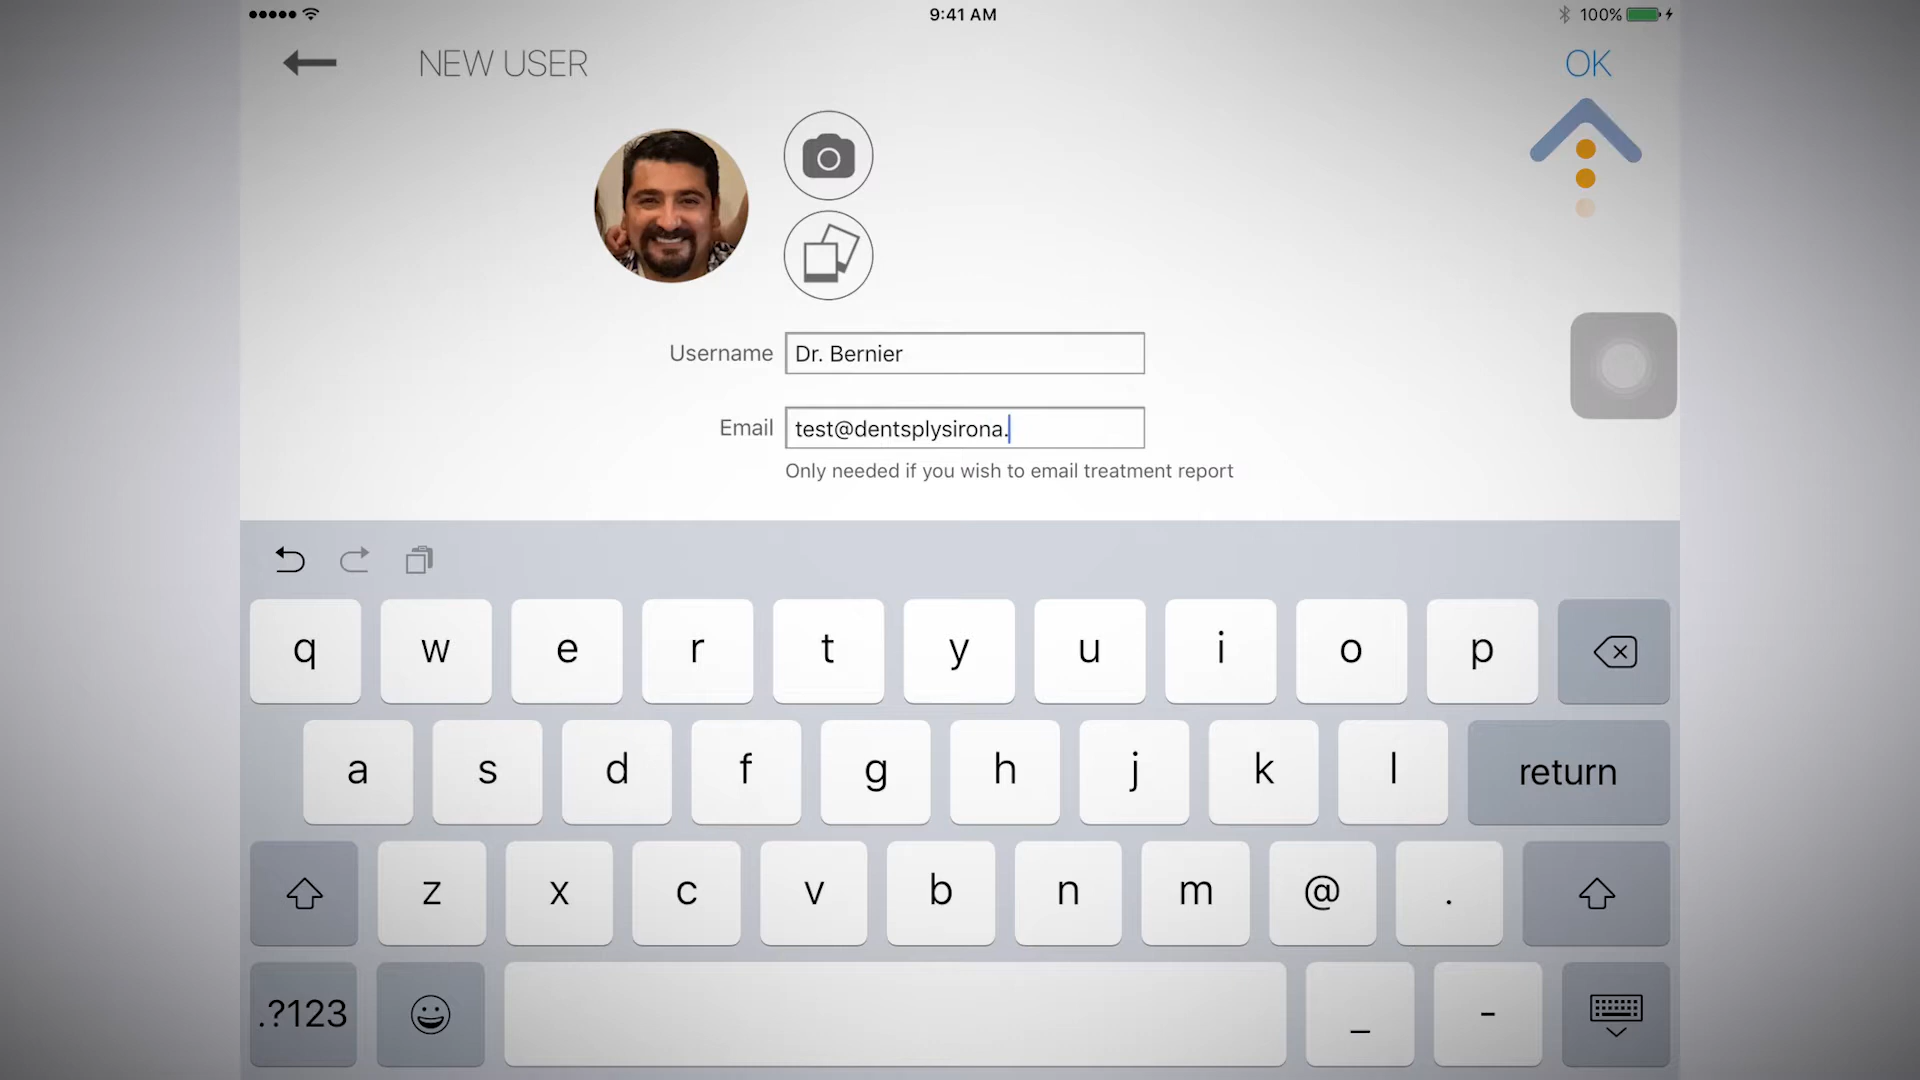 9:41 AM
100%
NEW USER
OK
Username
Dr. Bernier
Email
test@dentsplysirona.
Only needed if you wish to email treatment report
q w e r t y u i o p
a s d f g h j k l return
z x c v b n m @ .
.?123 _ -